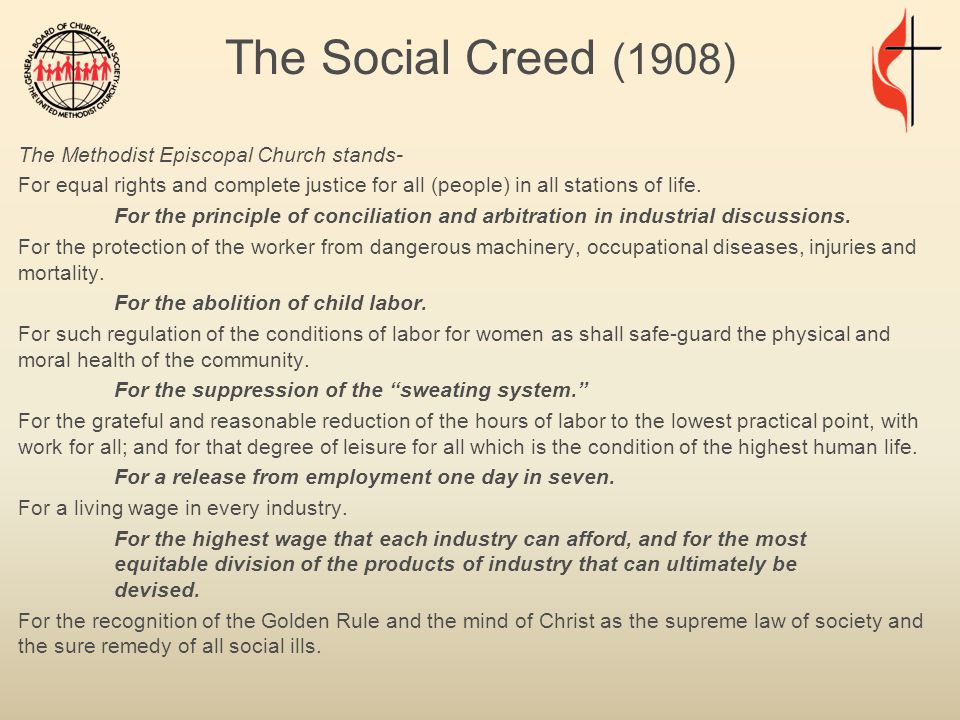 GENERAL BOARD OF CHURCH AND SOCIETY
THE UNITED METHODIST CHURCH
The Social Creed (1908)
The Methodist Episcopal Church stands-
For equal rights and complete justice for all (people) in all stations of life.
For the principle of conciliation and arbitration in industrial discussions.
For the protection of the worker from dangerous machinery, occupational diseases, injuries and
mortality.
For the abolition of child labor.
For such regulation of the conditions of labor for women as shall safe-guard the physical and
moral health of the community.
For the suppression of the “sweating system.”
For the grateful and reasonable reduction of the hours of labor to the lowest practical point, with
work for all; and for that degree of leisure for all which is the condition of the highest human life.
For a release from employment one day in seven.
For a living wage in every industry.
For the highest wage that each industry can afford, and for the most
equitable division of the products of industry that can ultimately be
devised.
For the recognition of the Golden Rule and the mind of Christ as the supreme law of society and
the sure remedy of all social ills.